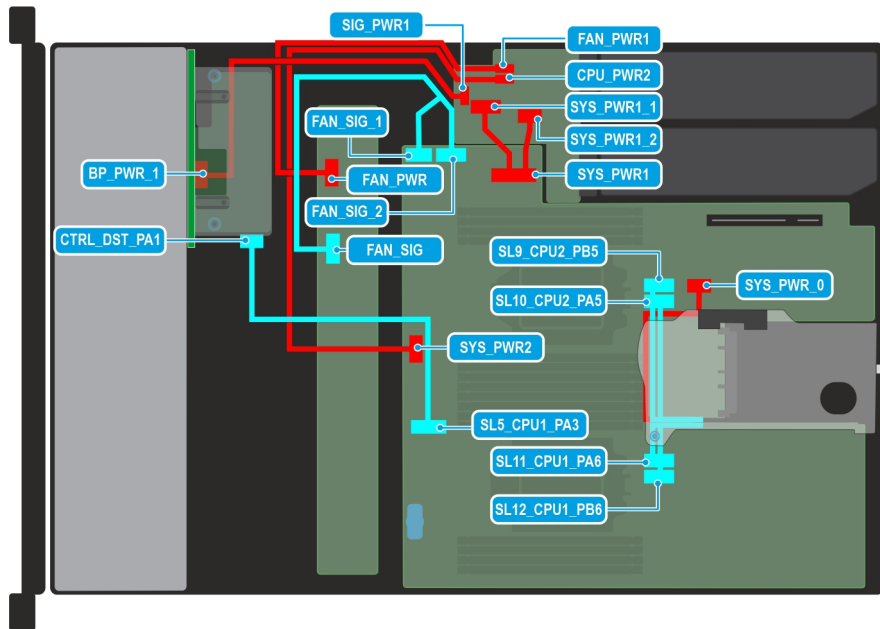 SIG_PWR1
FAN_PWR1
CPU_PWR2
SYS_PWR1_1
FAN_SIG_1
SYS_PWR1_2
BP_PWR_1
FAN_PWR
SYS_PWR1
FAN_SIG_2
CTRL_DST_PA1
FAN_SIG
SL9_CPU2_PB5
SYS_PWR_0
SL10_CPU2_PA5
SYS_PWR2
SL5_CPU1_PA3
SL11_CPU1_PA6
SL12_CPU1_PB6